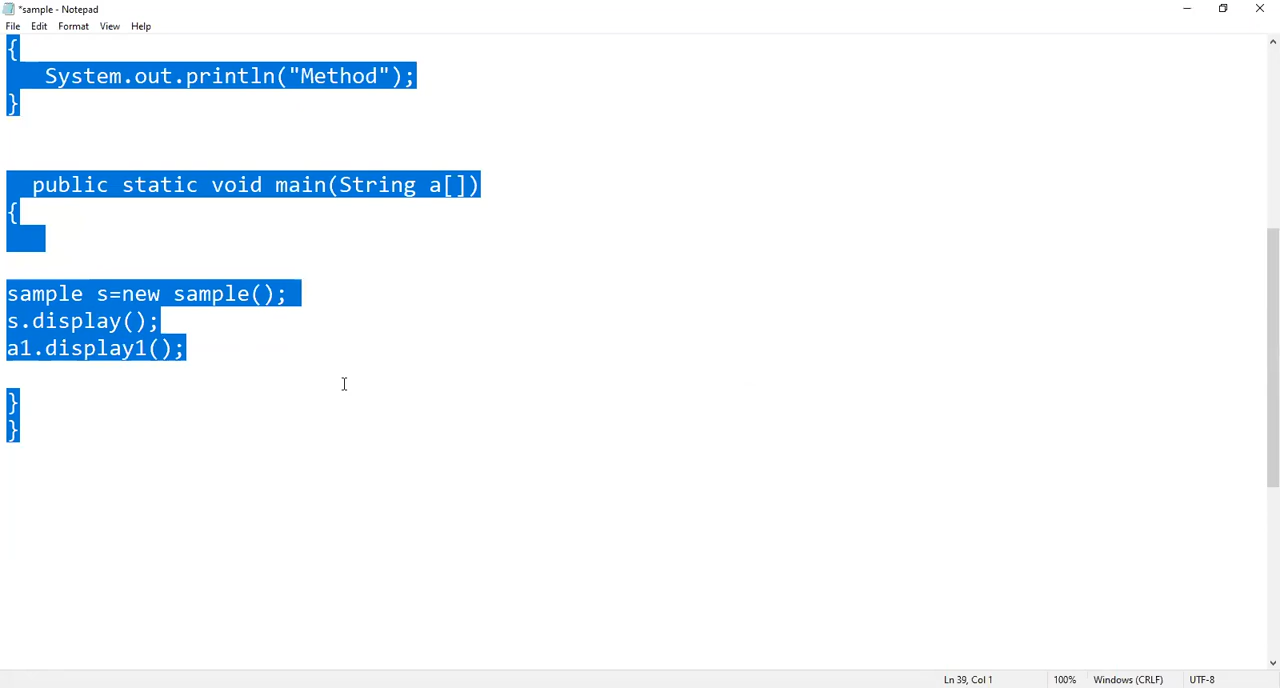 *sample - Notepad
File Edit Format View Help
{
   System.out.println("Method");
}
  public static void main(String a[])
{
sample s=new sample();
s.display();
a1.display1();
}
}
Ln 39, Col 1 100% Windows (CRLF) UTF-8